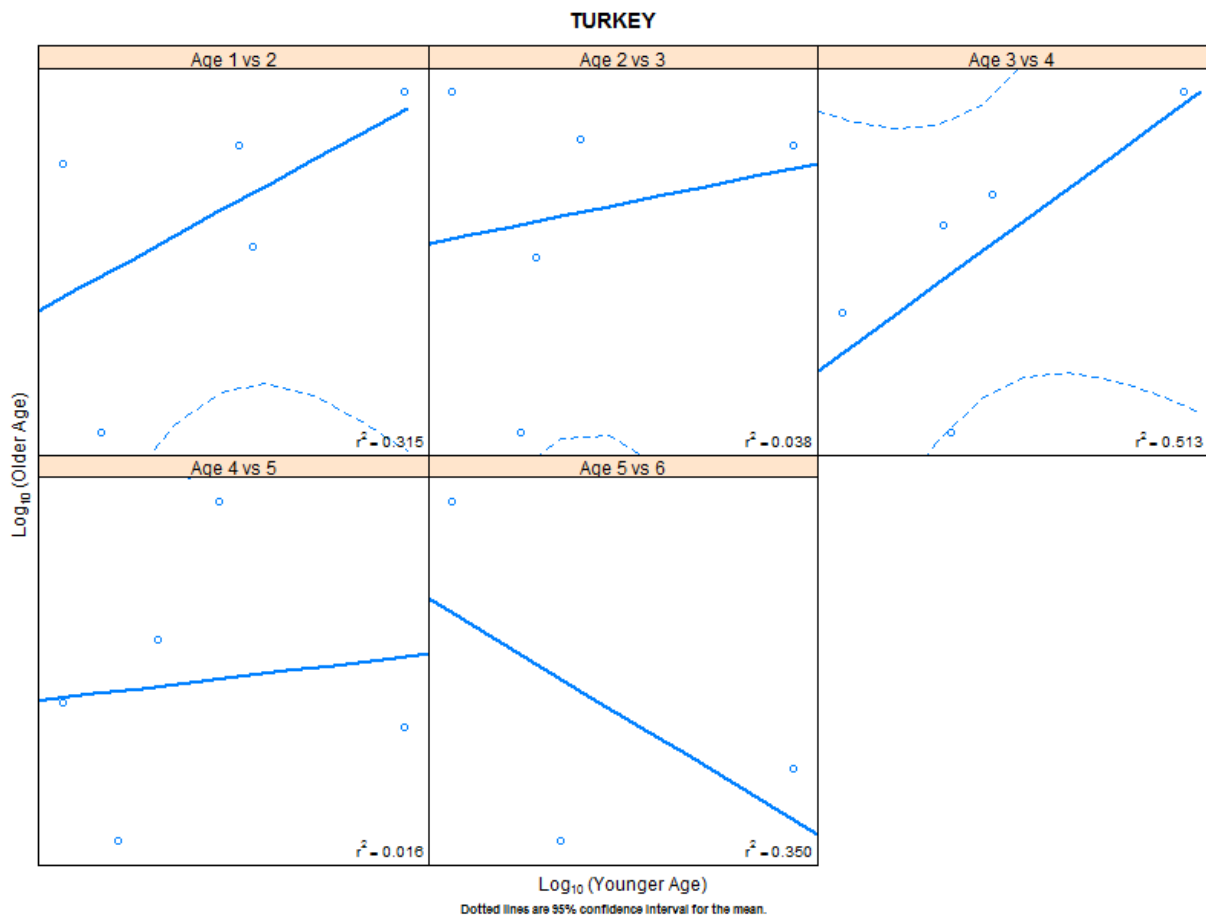 TURKEY
Age 1 vs 2
Age 2 vs 3
Age 3 vs 4
r² = 0.315
r² = 0.038
r² = 0.513
Age 4 vs 5
Age 5 vs 6
r² = 0.016
r² = 0.350
Log₁₀ (Older Age)
Log₁₀ (Younger Age)
Dotted lines are 95% confidence interval for the mean.